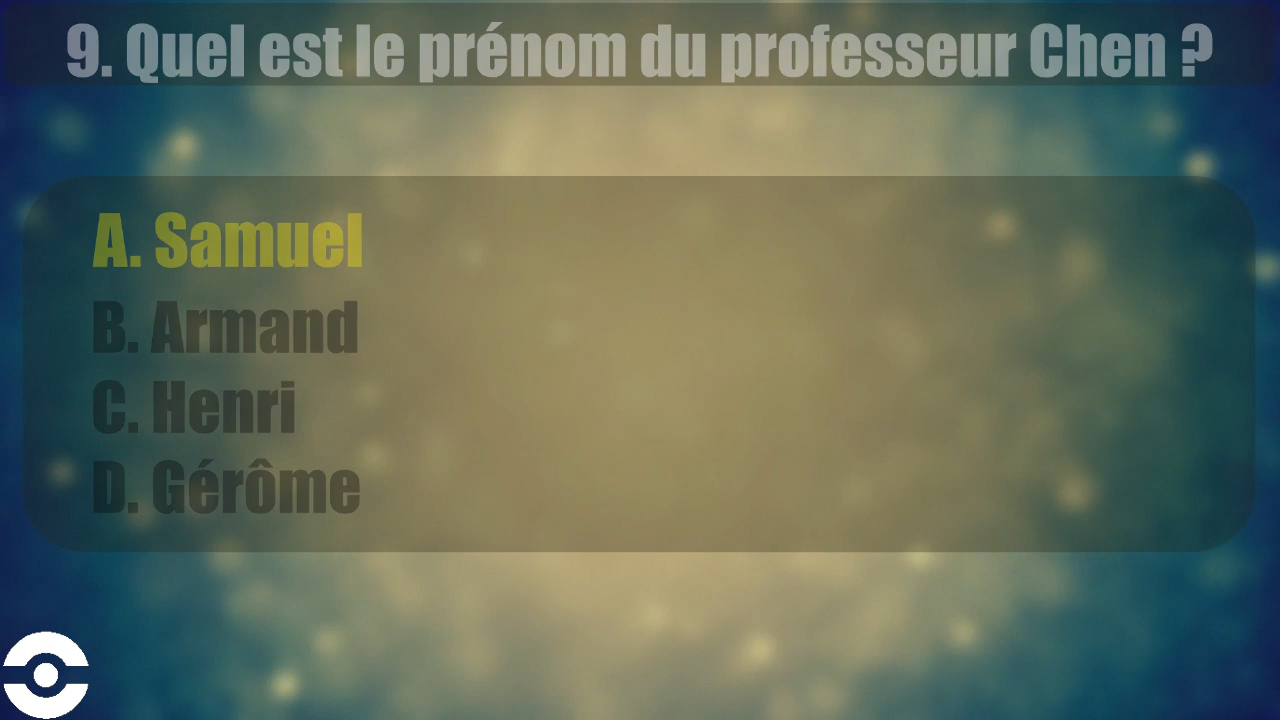 9. Quel est le prénom du professeur Chen ?
A. Samuel
B. Armand
C. Henri
D. Gérôme